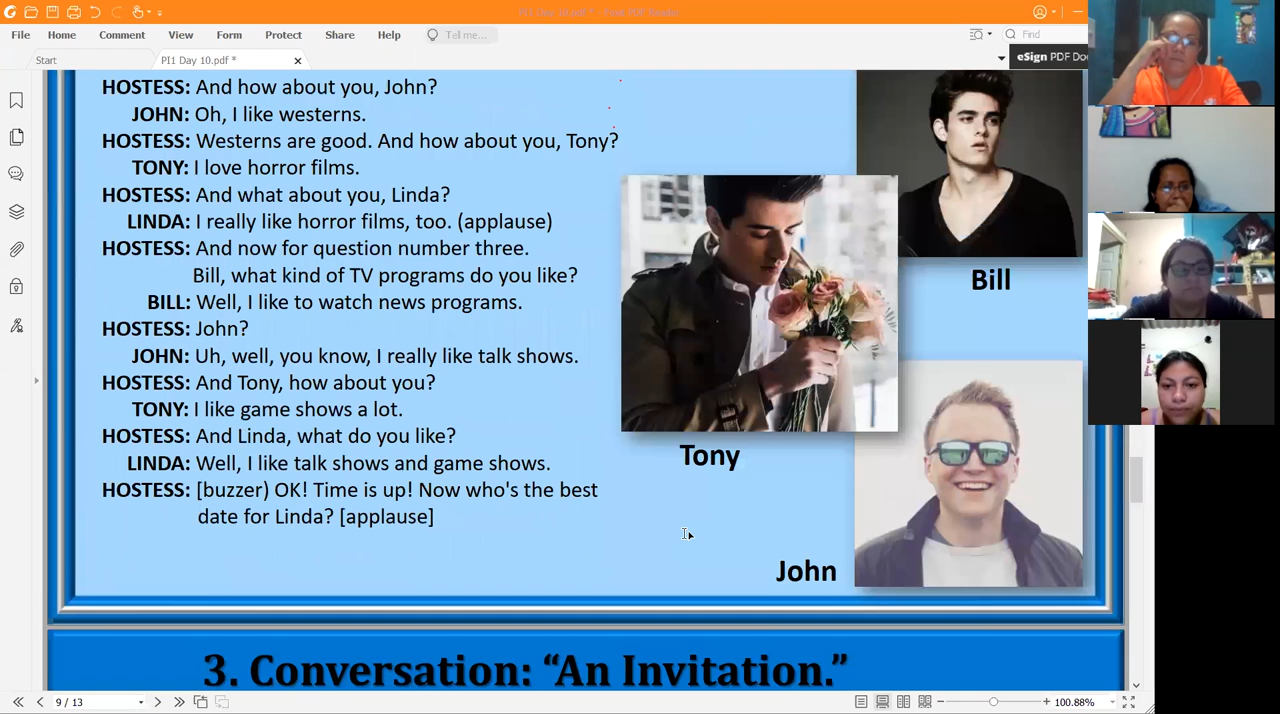 PI1 Day 10.pdf * - Foxit PDF Reader
File Home Comment View Form Protect Share Help Tell me... Find
Start PI1 Day 10.pdf *
eSign PDF Doc
HOSTESS: And how about you, John?
JOHN: Oh, I like westerns.
HOSTESS: Westerns are good. And how about you, Tony?
TONY: I love horror films.
HOSTESS: And what about you, Linda?
LINDA: I really like horror films, too. (applause)
HOSTESS: And now for question number three.
Bill, what kind of TV programs do you like?
BILL: Well, I like to watch news programs.
HOSTESS: John?
JOHN: Uh, well, you know, I really like talk shows.
HOSTESS: And Tony, how about you?
TONY: I like game shows a lot.
HOSTESS: And Linda, what do you like?
LINDA: Well, I like talk shows and game shows.
HOSTESS: [buzzer) OK! Time is up! Now who's the best
date for Linda? [applause]
Bill
Tony
John
3. Conversation: “An Invitation.”
9 / 13
100.88%